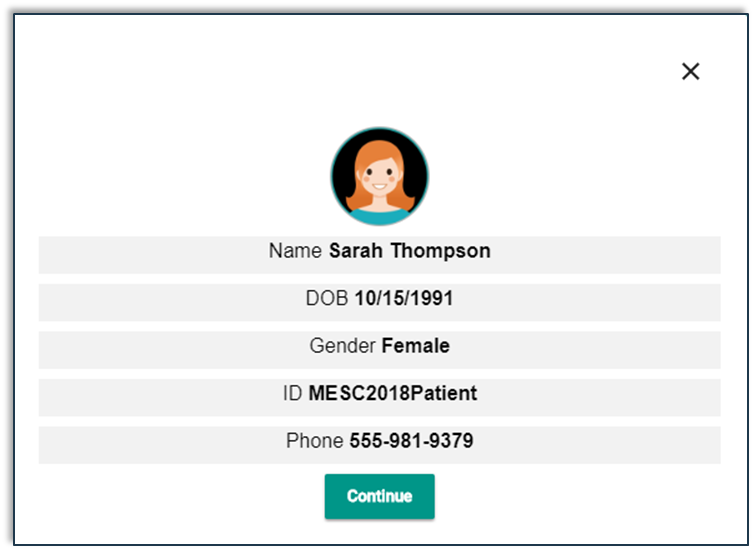 Name Sarah Thompson
DOB 10/15/1991
Gender Female
ID MESC2018Patient
Phone 555-981-9379
Continue